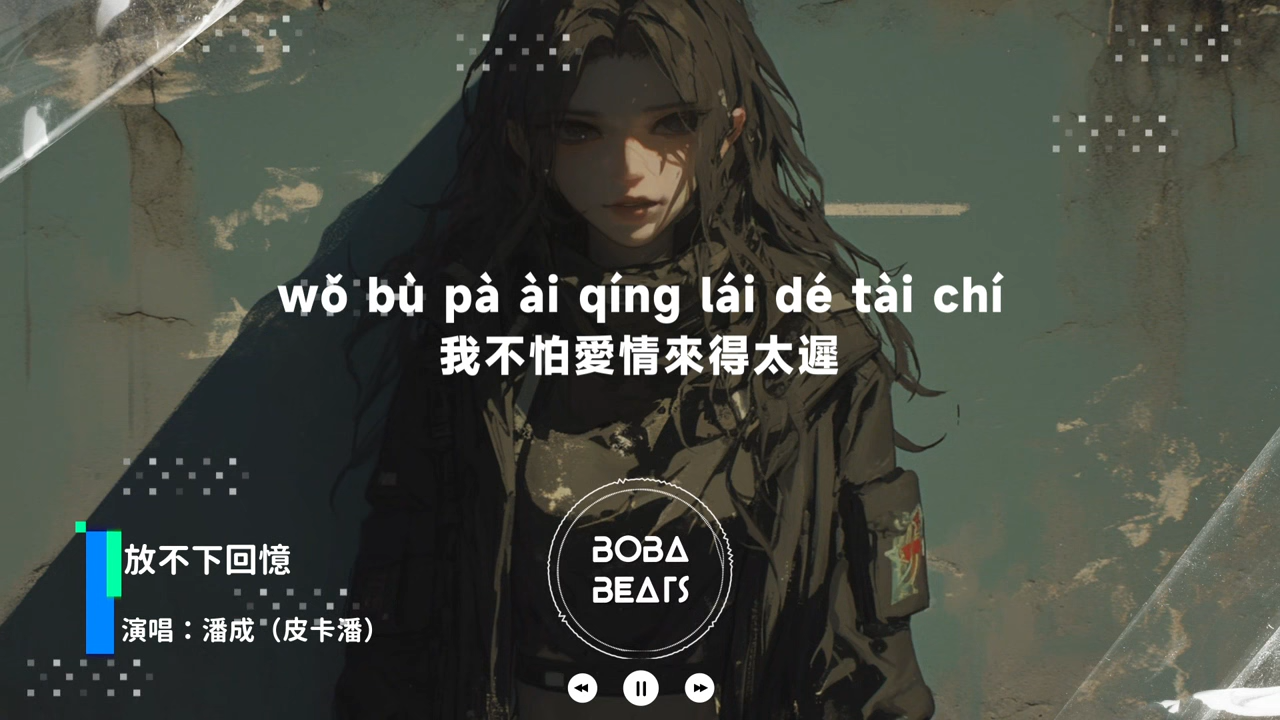 wǒ bù pà ài qíng lái dé tài chí
我不怕愛情來得太遲
放不下回憶
演唱：潘成（皮卡潘）
BOBA
BEATS